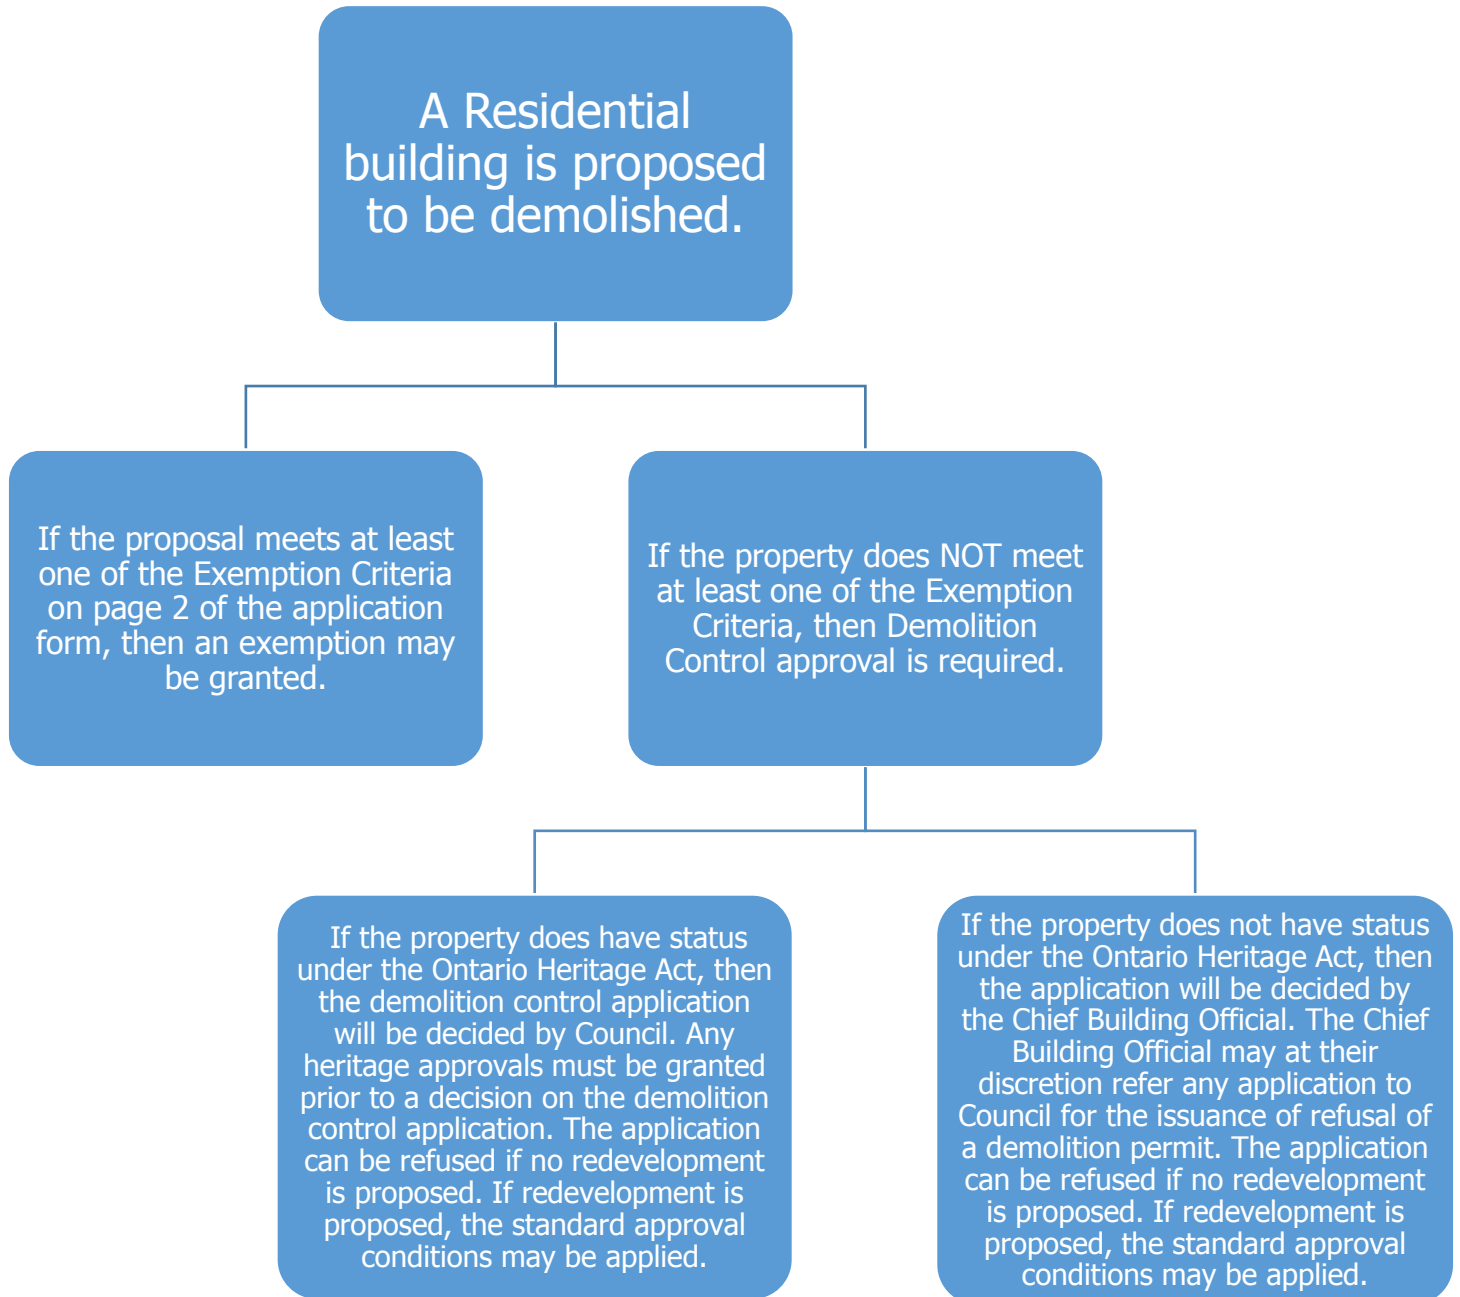 A Residential
building is proposed
to be demolished.
If the proposal meets at least
one of the Exemption Criteria
on page 2 of the application
form, then an exemption may
be granted.
If the property does NOT meet
at least one of the Exemption
Criteria, then Demolition
Control approval is required.
If the property does have status
under the Ontario Heritage Act, then
the demolition control application
will be decided by Council. Any
heritage approvals must be granted
prior to a decision on the demolition
control application. The application
can be refused if no redevelopment
is proposed. If redevelopment is
proposed, the standard approval
conditions may be applied.
If the property does not have status
under the Ontario Heritage Act, then
the application will be decided by
the Chief Building Official. The Chief
Building Official may at their
discretion refer any application to
Council for the issuance of refusal of
a demolition permit. The application
can be refused if no redevelopment
is proposed. If redevelopment is
proposed, the standard approval
conditions may be applied.